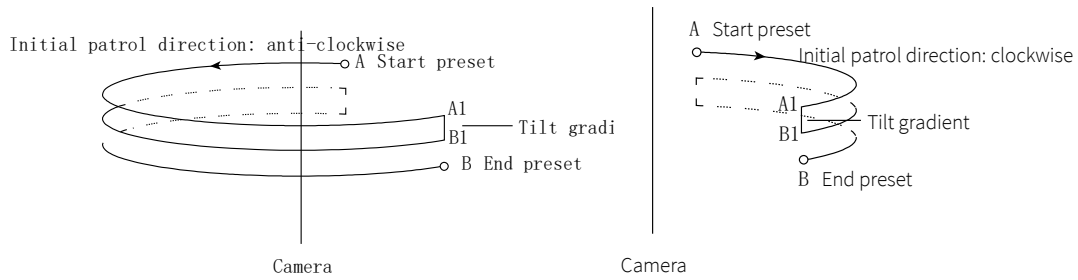 Initial patrol direction: anti-clockwise
A Start preset
A1
B1
Tilt gradi
B End preset
Camera
A Start preset
Initial patrol direction: clockwise
A1
Tilt gradient
B1
B End preset
Camera